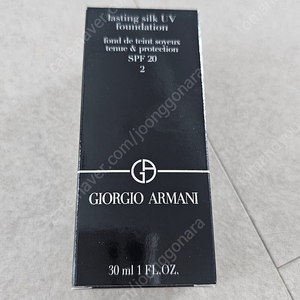 lasting silk UV
foundation
fond de teint soyeux
tenue & protection
SPF 20
2
GIORGIO ARMANI
30 ml 1 FL.OZ.